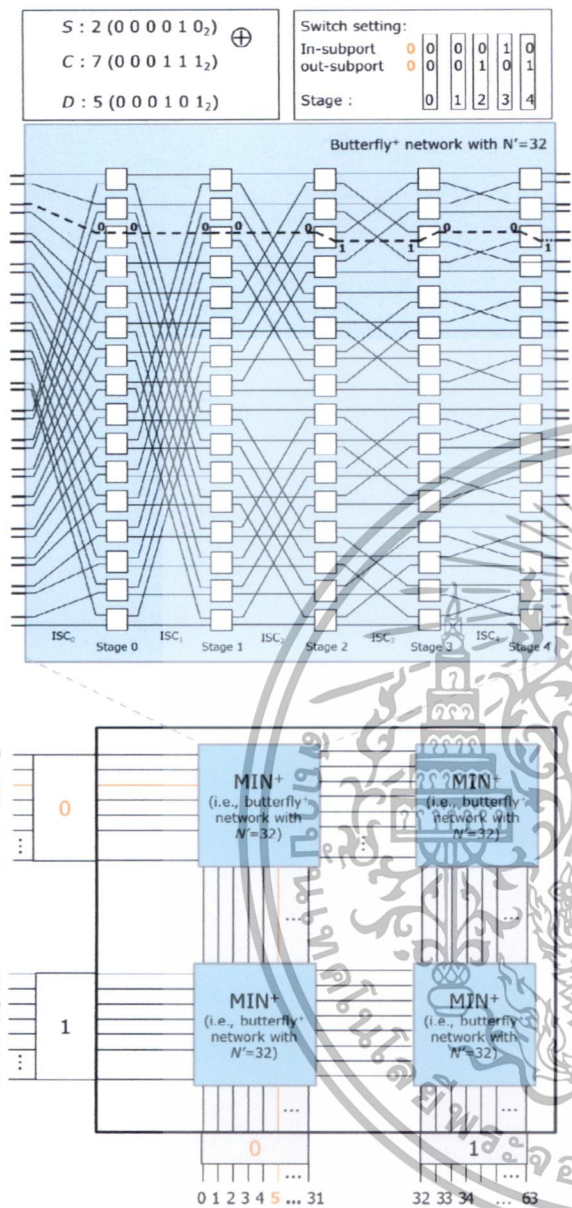 S : 2 (0 0 0 0 1 0₂) ⊕
C : 7 (0 0 0 1 1 1₂)
D : 5 (0 0 0 1 0 1₂)
Switch setting:
In-subport 0 0 0 0 1 0
out-subport 0 0 0 1 0 1
Stage : 0 1 2 3 4
Butterfly⁺ network with N'=32
0 0 0 0 0 1 1 0 0 1
ISC₀ Stage 0 ISC₁ Stage 1 ISC₂ Stage 2 ISC₃ Stage 3 ISC₄ Stage 4
0
MIN⁺
(i.e., butterfly⁺
network with
N'=32)
MIN⁺
(i.e., butterfly⁺
network with
N'=32)
...
1
MIN⁺
(i.e., butterfly⁺
network with
N'=32)
MIN⁺
(i.e., butterfly⁺
network with
N'=32)
...
0 1
0 1 2 3 4 5 ... 31 32 33 34 ... 63